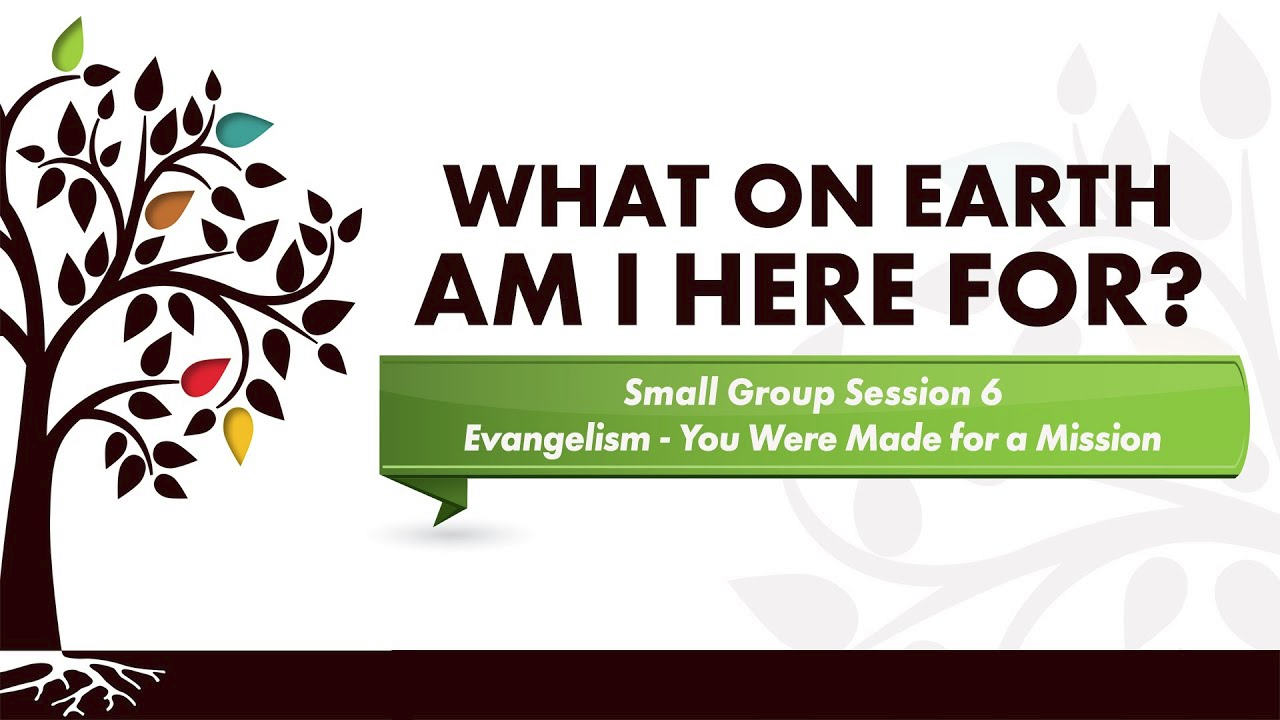 WHAT ON EARTH
AM I HERE FOR?
Small Group Session 6
Evangelism - You Were Made for a Mission